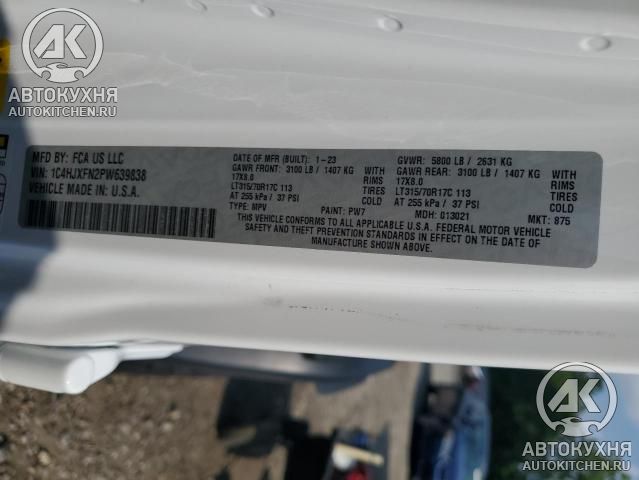 АК
АВТОКУХНЯ
AUTOKITCHEN.RU
MFD BY: FCA US LLC
VIN: 1C4HJXFN2PW639838
VEHICLE MADE IN U.S.A.
DATE OF MFR (BUILT): 1-23
GVWR: 5800 LB / 2631 KG
GAWR FRONT: 3100 LB / 1407 KG
GAWR REAR: 3100 LB / 1407 KG
17X8.0 RIMS
17X8.0 RIMS
LT315/70R17C 113 TIRES
LT315/70R17C 113 TIRES
AT 255 kPa / 37 PSI COLD
AT 255 kPa / 37 PSI COLD
TYPE: MPV PAINT: PW7 MDH: 013021 MKT: 875
THIS VEHICLE CONFORMS TO ALL APPLICABLE U.S.A. FEDERAL MOTOR VEHICLE
SAFETY AND THEFT PREVENTION STANDARDS IN EFFECT ON THE DATE OF
MANUFACTURE SHOWN ABOVE.
АК
АВТОКУХНЯ
AUTOKITCHEN.RU